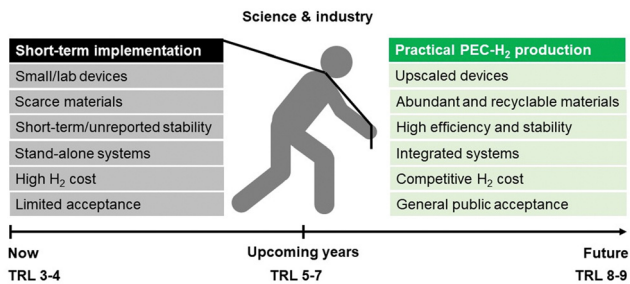 Science & industry
Short-term implementation
Small/lab devices
Scarce materials
Short-term/unreported stability
Stand-alone systems
High H₂ cost
Limited acceptance
Practical PEC-H₂ production
Upscaled devices
Abundant and recyclable materials
High efficiency and stability
Integrated systems
Competitive H₂ cost
General public acceptance
Now
Upcoming years
Future
TRL 3-4
TRL 5-7
TRL 8-9